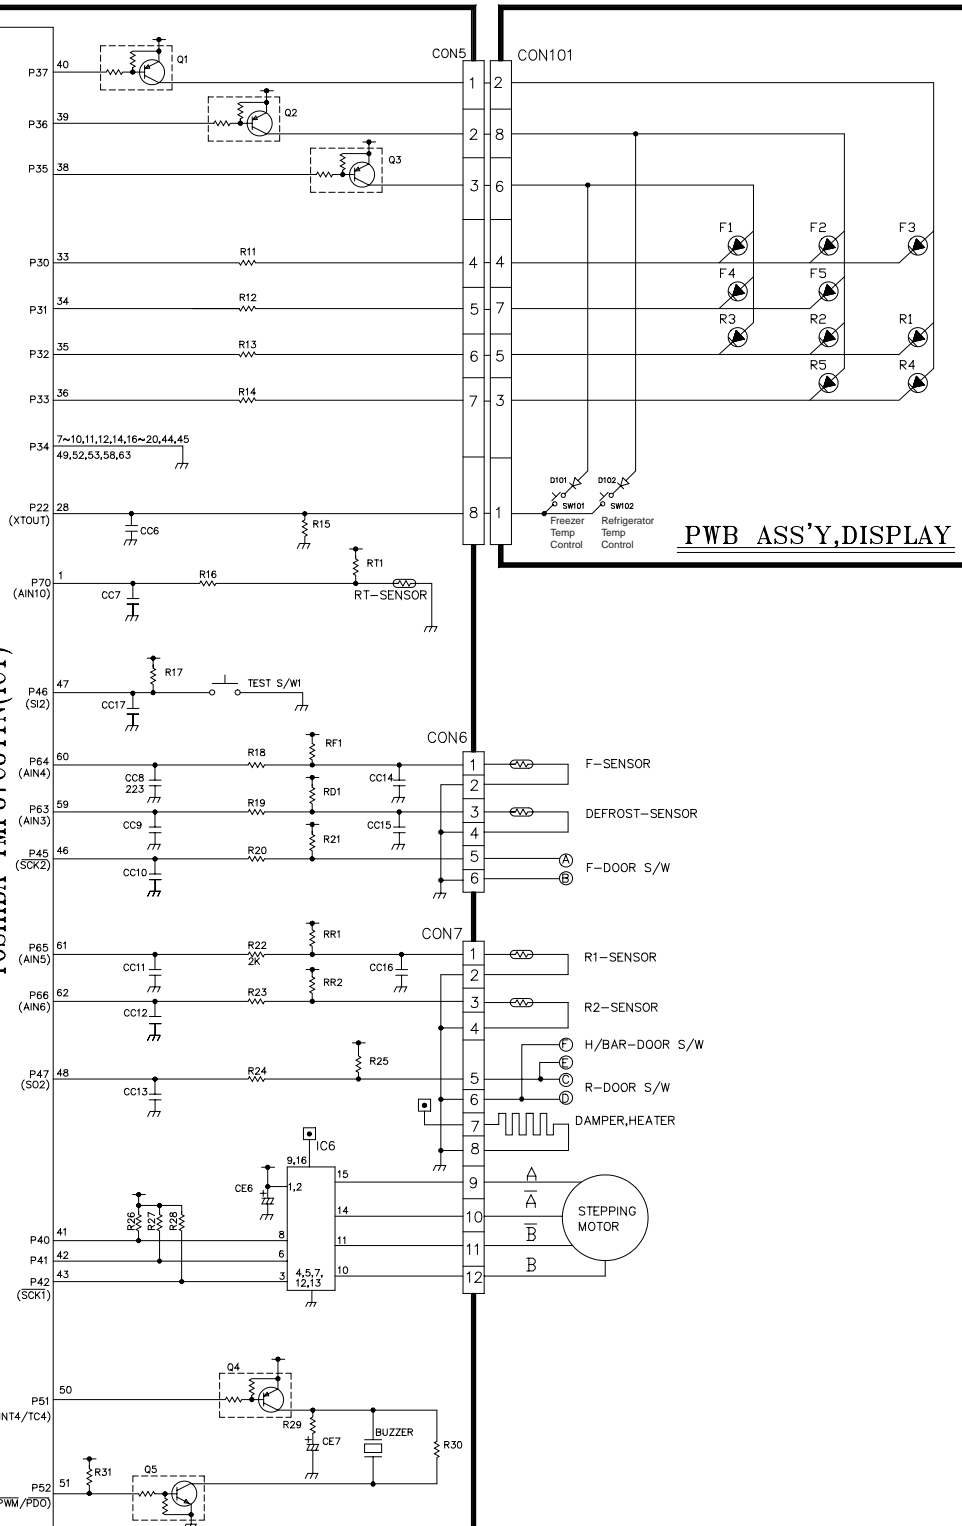 CON5
CON101
P37
40
Q1
1
2
P36
39
Q2
2
8
P35
38
Q3
3
6
F1
F2
F3
P30
33
R11
4
4
F4
F5
P31
34
R12
5
7
R3
R2
R1
P32
35
R13
6
5
R5
R4
P33
36
R14
7
3
P34
7~10,11,12,14,16~20,44,45
49,52,53,58,63
D101
D102
SW101
SW102
P22
(XTOUT)
28
CC6
R15
8
1
Freezer
Temp
Control
Refrigerator
Temp
Control
PWB ASS'Y,DISPLAY
P70
(AIN10)
1
CC7
R16
RT1
RT-SENSOR
P46
(SI2)
47
CC17
R17
TEST S/W1
CON6
P64
(AIN4)
60
R18
RF1
1
F-SENSOR
CC8
223
CC14
2
RD1
P63
(AIN3)
59
R19
3
DEFROST-SENSOR
CC9
CC15
4
R21
P45
(SCK2)
46
R20
5
A
F-DOOR S/W
CC10
6
B
CON7
P65
(AIN5)
61
R22
2K
RR1
1
R1-SENSOR
CC11
CC16
2
RR2
P66
(AIN6)
62
R23
3
R2-SENSOR
CC12
4
F
H/BAR-DOOR S/W
E
P47
(SO2)
48
R24
R25
5
C
R-DOOR S/W
CC13
6
D
7
DAMPER,HEATER
8
IC6
9,16
CE6
1,2
15
9
A
14
10
A
STEPPING
MOTOR
R26
R27
R28
P40
41
8
11
11
B
P41
42
6
P42
(SCK1)
43
3
4,5,7,
12,13
10
12
B
P51
INT4/TC4)
50
Q4
R29
CE7
BUZZER
R30
P52
PWM/PDO)
51
R31
Q5